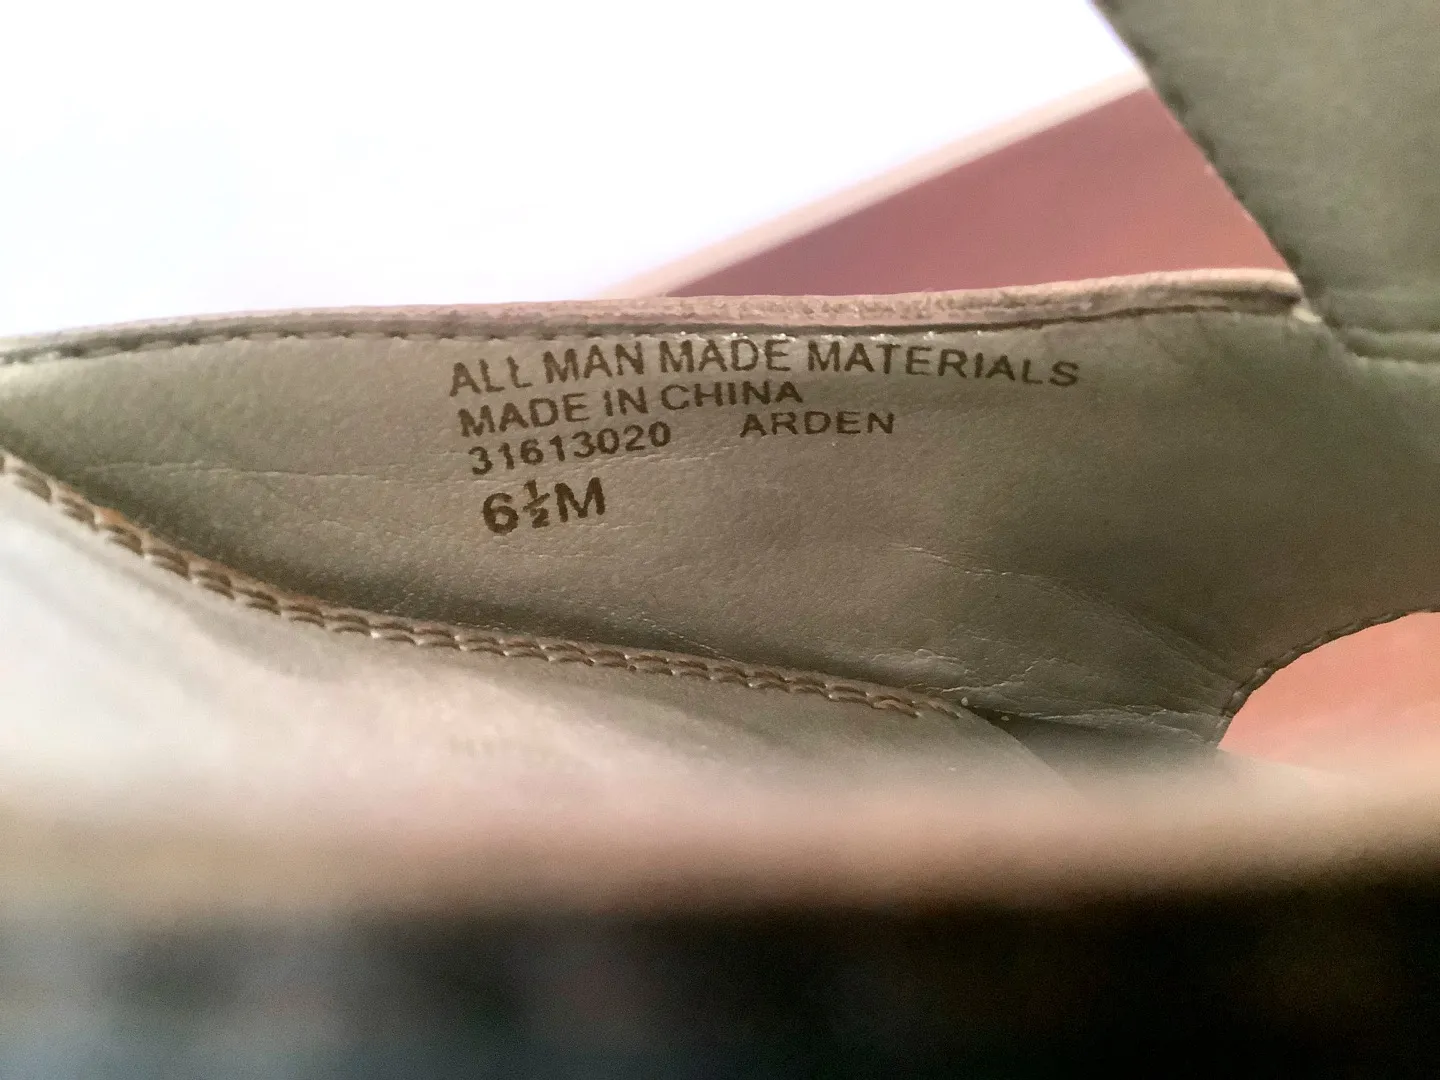 ALL MAN MADE MATERIALS
MADE IN CHINA
31613020 ARDEN
6½M